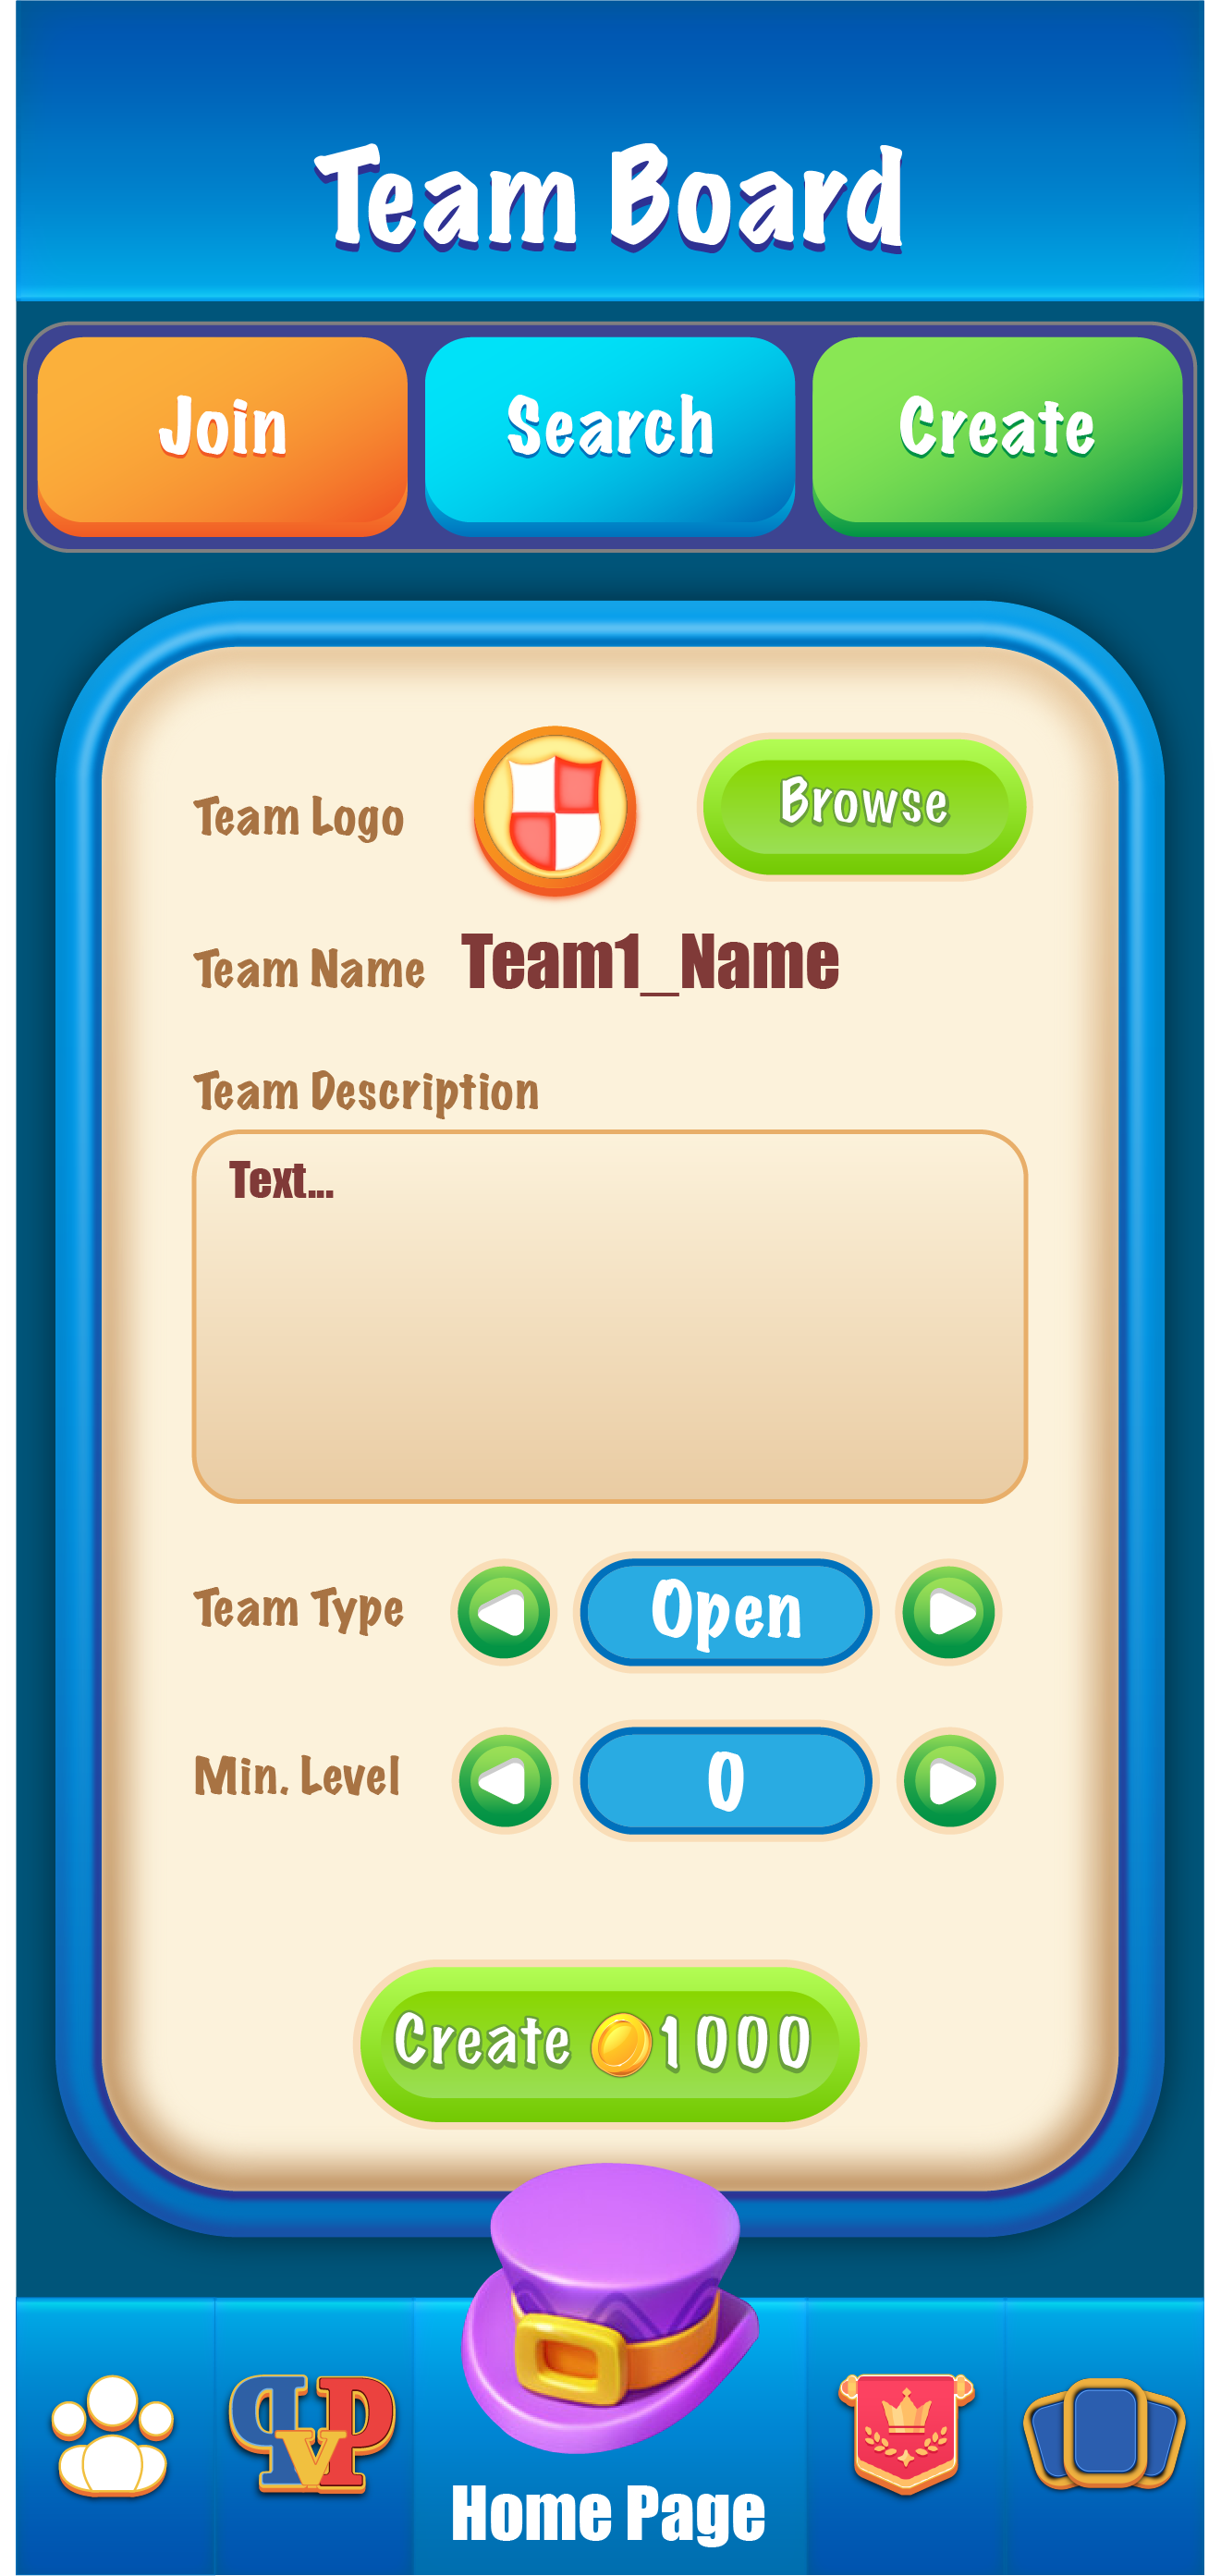 Team Board
Join
Search
Create
Team Logo
Browse
Team Name Team1_Name
Team Description
Text...
Team Type
Open
Min. Level
0
Create 1000
PvP
Home Page